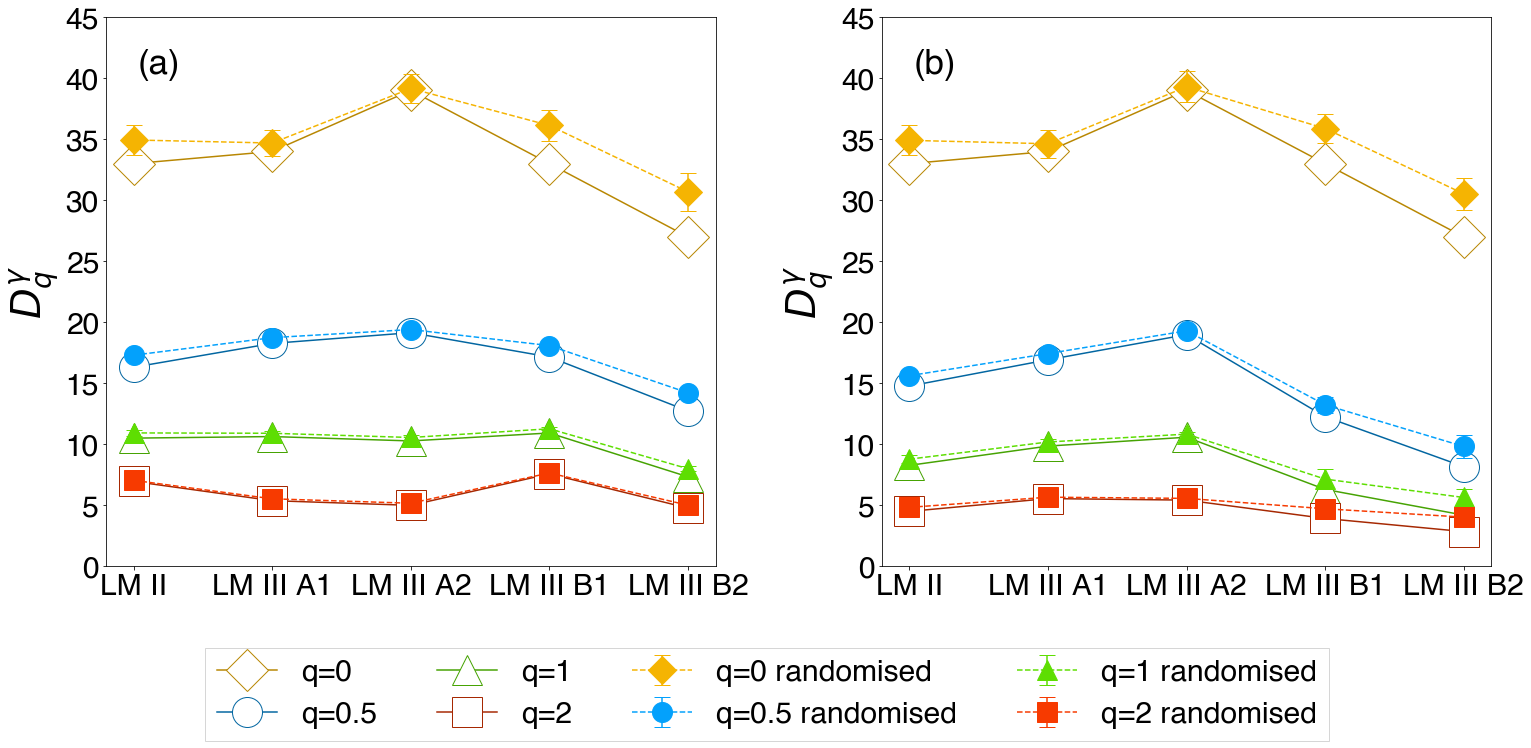 (a)
45
40
35
30
25
20
15
10
5
0
D_q^γ
LM II LM III A1 LM III A2 LM III B1 LM III B2
(b)
45
40
35
30
25
20
15
10
5
0
D_q^γ
LM II LM III A1 LM III A2 LM III B1 LM III B2
q=0 q=1 q=0 randomised q=1 randomised
q=0.5 q=2 q=0.5 randomised q=2 randomised